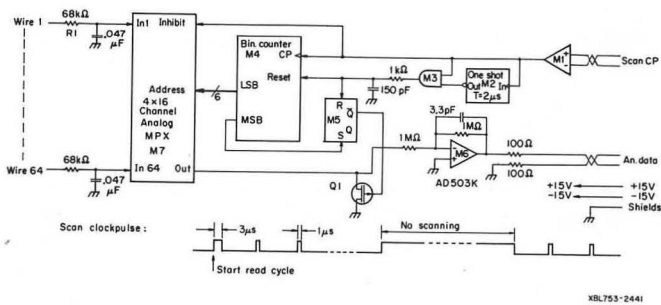 Wire 1
68kΩ
R1
.047
μF
In1 Inhibit
Address
4×16
Channel
Analog
MPX
M7
In 64 Out
Wire 64
68kΩ
.047
μF
6
Bin. counter
M4 CP
Reset
LSB
MSB
R
M5 Q
Q
S
1kΩ
150 pF
M3
One shot
Out M2 In
T=2μs
M1
Scan CP
3.3pF
1MΩ
1MΩ
M6
AD503K
100Ω
100Ω
An. data
+15V +15V
-15V -15V
Shields
Q1
Scan clockpulse:
3μs
1μs
No scanning
Start read cycle
XBL753-2441